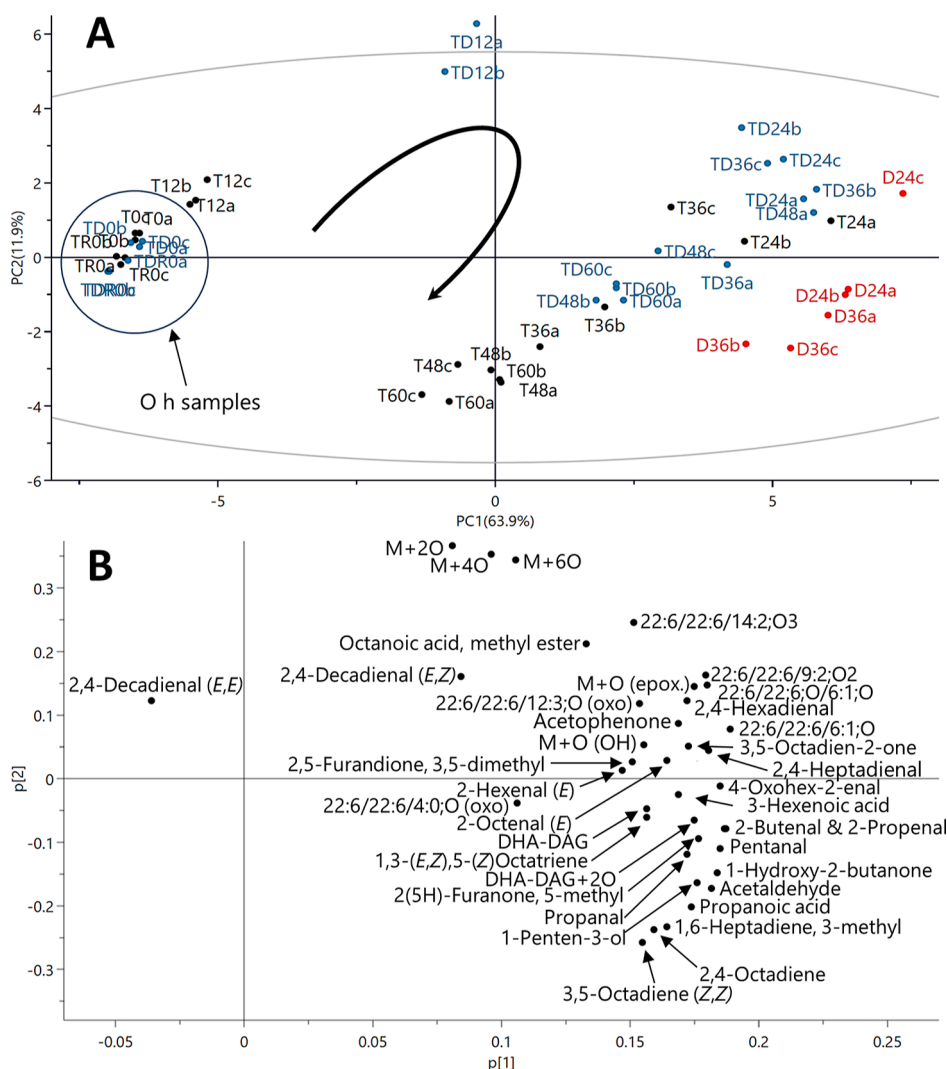 A
6
4
2
0
-2
-4
-6
-5
0
5
PC2(11.9%)
PC1(63.9%)
TD12a
TD12b
TD24b
TD36c
TD24c
D24c
TD24a
TD36b
TD48a
T36c
T24a
T24b
T12b
T12c
T12a
T0c
T0a
TD0b
TR0b
T0b
TD0c
TD0a
TR0a
TDR0a
TR0c
TD48c
TD36a
TD60c
TD60b
TD48b
TD60a
T36b
D24b
D24a
D36a
D36b
D36c
T36a
T48c
T48b
T60b
T48a
T60c
T60a
O h samples
B
0.3
0.2
0.1
0
-0.1
-0.2
-0.3
p[2]
-0.05
0
0.05
0.1
0.15
0.2
0.25
p[1]
M+2O
M+4O
M+6O
22:6/22:6/14:2;O3
Octanoic acid, methyl ester
2,4-Decadienal (E,E)
2,4-Decadienal (E,Z)
22:6/22:6/9:2;O2
M+O (epox.)
22:6/22:6;O/6:1;O
22:6/22:6/12:3;O (oxo)
2,4-Hexadienal
Acetophenone
22:6/22:6/6:1;O
M+O (OH)
3,5-Octadien-2-one
2,5-Furandione, 3,5-dimethyl
2,4-Heptadienal
2-Hexenal (E)
4-Oxohex-2-enal
22:6/22:6/4:0;O (oxo)
3-Hexenoic acid
2-Octenal (E)
2-Butenal & 2-Propenal
DHA-DAG
Pentanal
1,3-(E,Z),5-(Z)Octatriene
1-Hydroxy-2-butanone
DHA-DAG+2O
Acetaldehyde
2(5H)-Furanone, 5-methyl
Propanoic acid
Propanal
1,6-Heptadiene, 3-methyl
1-Penten-3-ol
2,4-Octadiene
3,5-Octadiene (Z,Z)